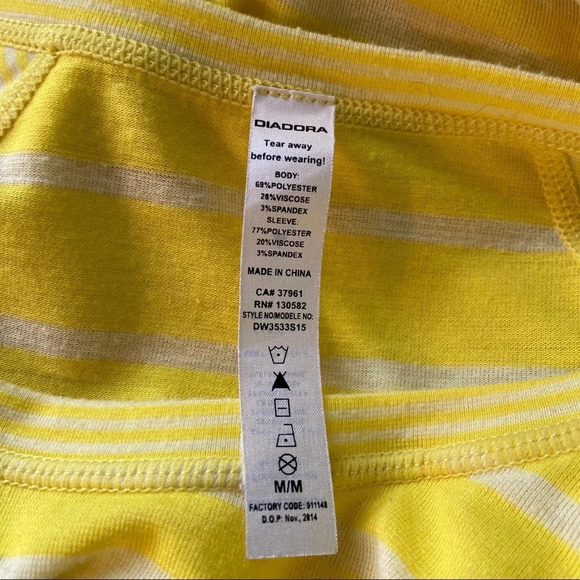 DIADORA
Tear away
before wearing!
BODY:
69%POLYESTER
28%VISCOSE
3%SPANDEX
SLEEVE:
77%POLYESTER
20%VISCOSE
3%SPANDEX
MADE IN CHINA
CA# 37961
RN# 130582
STYLE NO/MODELE NO:
DW3533S15
M/M
FACTORY CODE: 911148
D.O.P: Nov., 2014